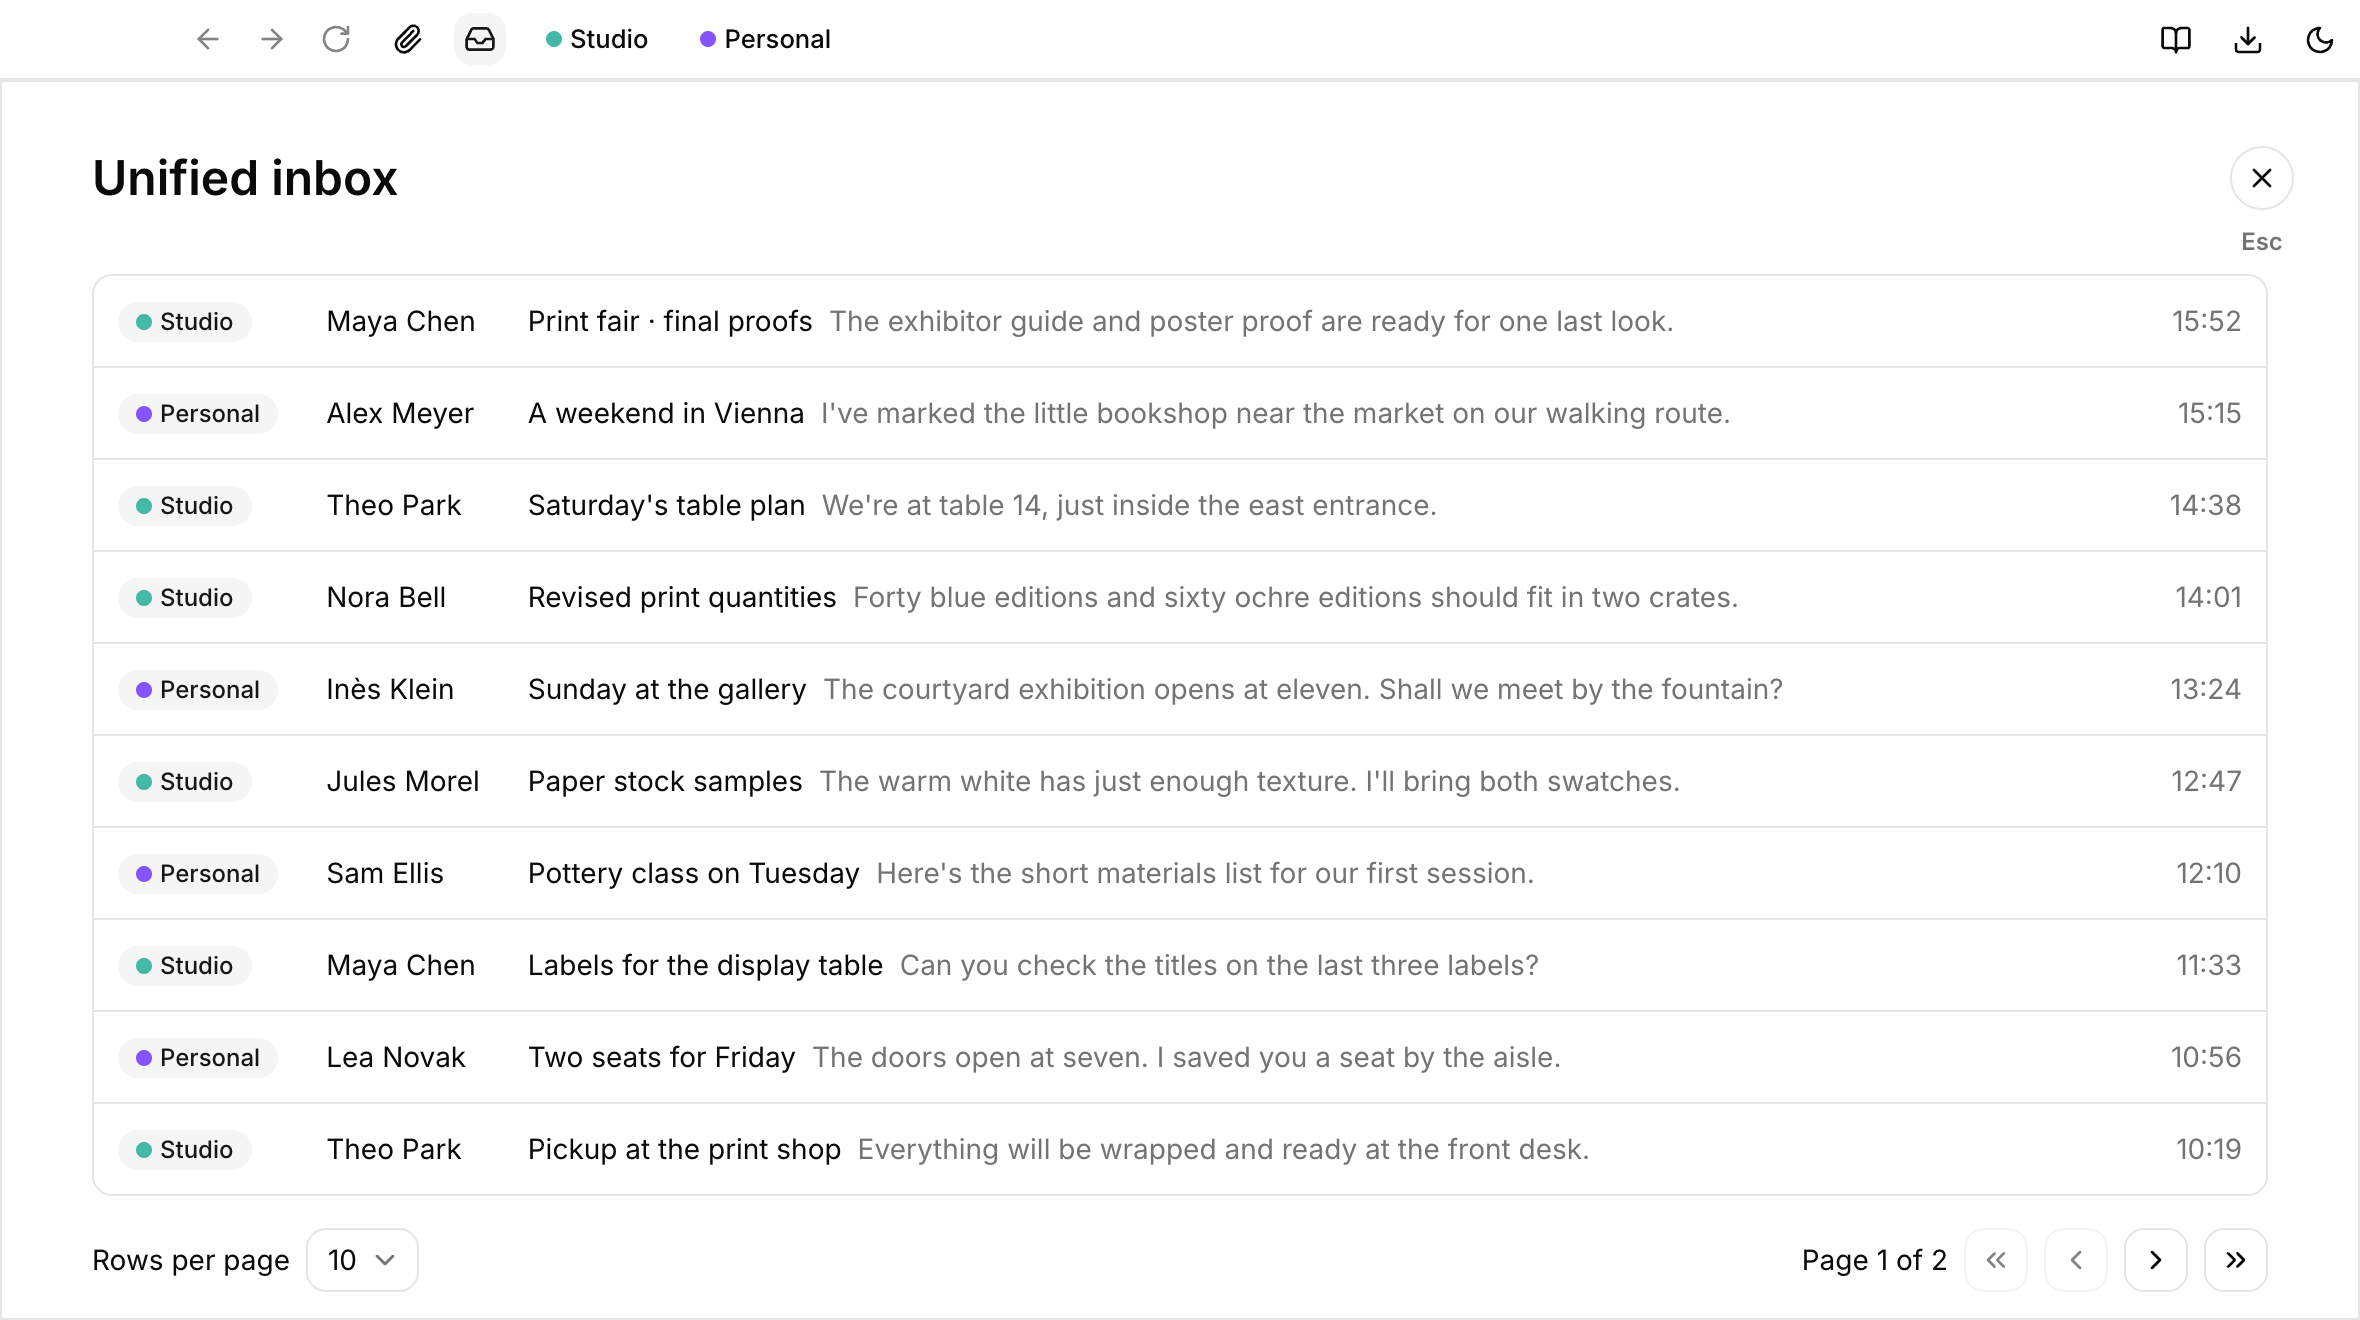 Studio Personal
Unified inbox
Esc
Studio Maya Chen Print fair · final proofs The exhibitor guide and poster proof are ready for one last look. 15:52
Personal Alex Meyer A weekend in Vienna I've marked the little bookshop near the market on our walking route. 15:15
Studio Theo Park Saturday's table plan We're at table 14, just inside the east entrance. 14:38
Studio Nora Bell Revised print quantities Forty blue editions and sixty ochre editions should fit in two crates. 14:01
Personal Inès Klein Sunday at the gallery The courtyard exhibition opens at eleven. Shall we meet by the fountain? 13:24
Studio Jules Morel Paper stock samples The warm white has just enough texture. I'll bring both swatches. 12:47
Personal Sam Ellis Pottery class on Tuesday Here's the short materials list for our first session. 12:10
Studio Maya Chen Labels for the display table Can you check the titles on the last three labels? 11:33
Personal Lea Novak Two seats for Friday The doors open at seven. I saved you a seat by the aisle. 10:56
Studio Theo Park Pickup at the print shop Everything will be wrapped and ready at the front desk. 10:19
Rows per page 10 Page 1 of 2